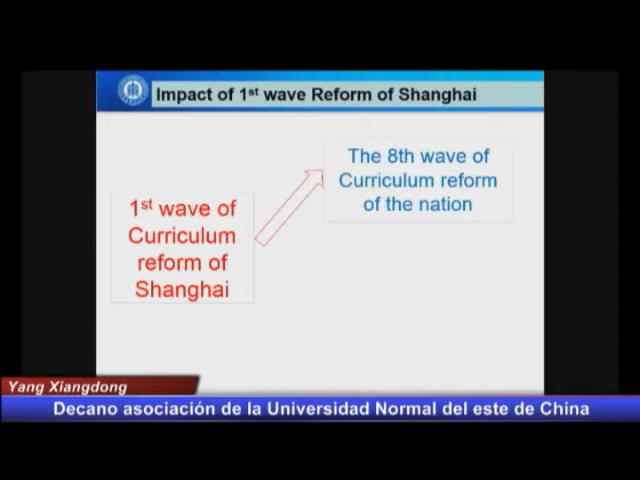 Impact of 1st wave Reform of Shanghai
The 8th wave of
Curriculum reform
of the nation
1st wave of
Curriculum
reform of
Shanghai
Yang Xiangdong
Decano asociación de la Universidad Normal del este de China